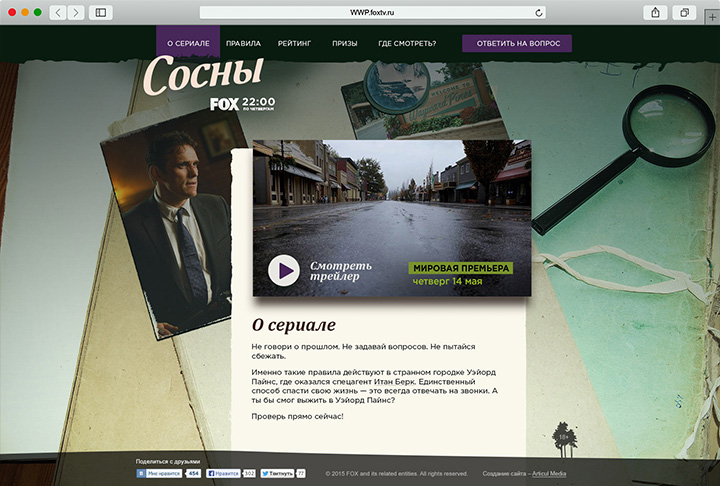 WWP.foxtv.ru
О СЕРИАЛЕ ПРАВИЛА РЕЙТИНГ ПРИЗЫ ГДЕ СМОТРЕТЬ? ОТВЕТИТЬ НА ВОПРОС
Сосны
FOX 22:00
ПО ЧЕТВЕРГАМ
WELCOME TO
Wayward Pines
Смотреть
трейлер
МИРОВАЯ ПРЕМЬЕРА
четверг 14 мая
О сериале
Не говори о прошлом. Не задавай вопросов. Не пытайся
сбежать.
Именно такие правила действуют в странном городке Уэйорд
Пайнс, где оказался спецагент Итан Берк. Единственный
способ спасти свою жизнь — это всегда отвечать на звонки. А
ты бы смог выжить в Уэйорд Пайнс?
Проверь прямо сейчас!
18+
Поделиться с друзьями
Мне нравится 454 Нравится 102 Твитнуть 77
© 2015 FOX and its related entities. All rights reserved. Создание сайта – Articul Media